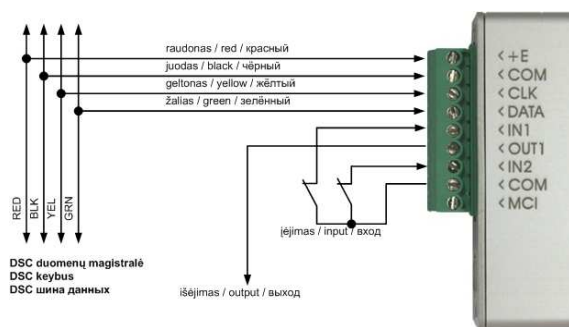 raudonas / red / красный
juodas / black / чёрный
geltonas / yellow / жёлтый
žalias / green / зелённый
RED
BLK
YEL
GRN
<+E
<COM
<CLK
<DATA
<IN1
<OUT1
<IN2
<COM
<MCI
įėjimas / input / вход
DSC duomenų magistralė
DSC keybus
DSC шина данных
išėjimas / output / выход